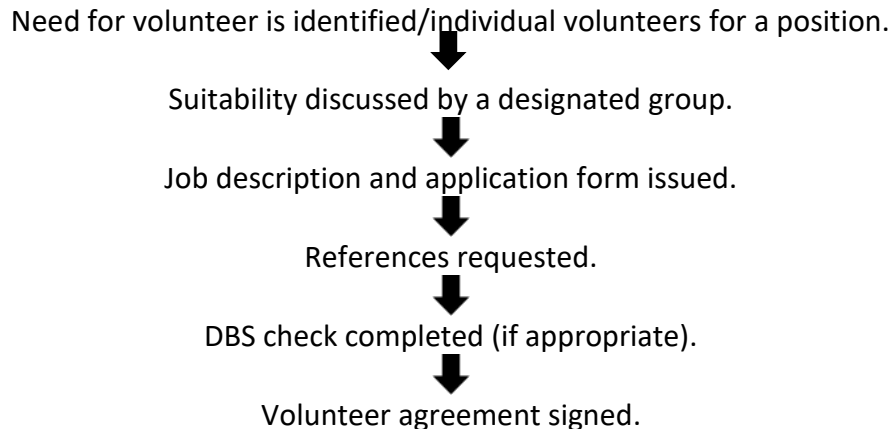 Need for volunteer is identified/individual volunteers for a position.
Suitability discussed by a designated group.
Job description and application form issued.
References requested.
DBS check completed (if appropriate).
Volunteer agreement signed.